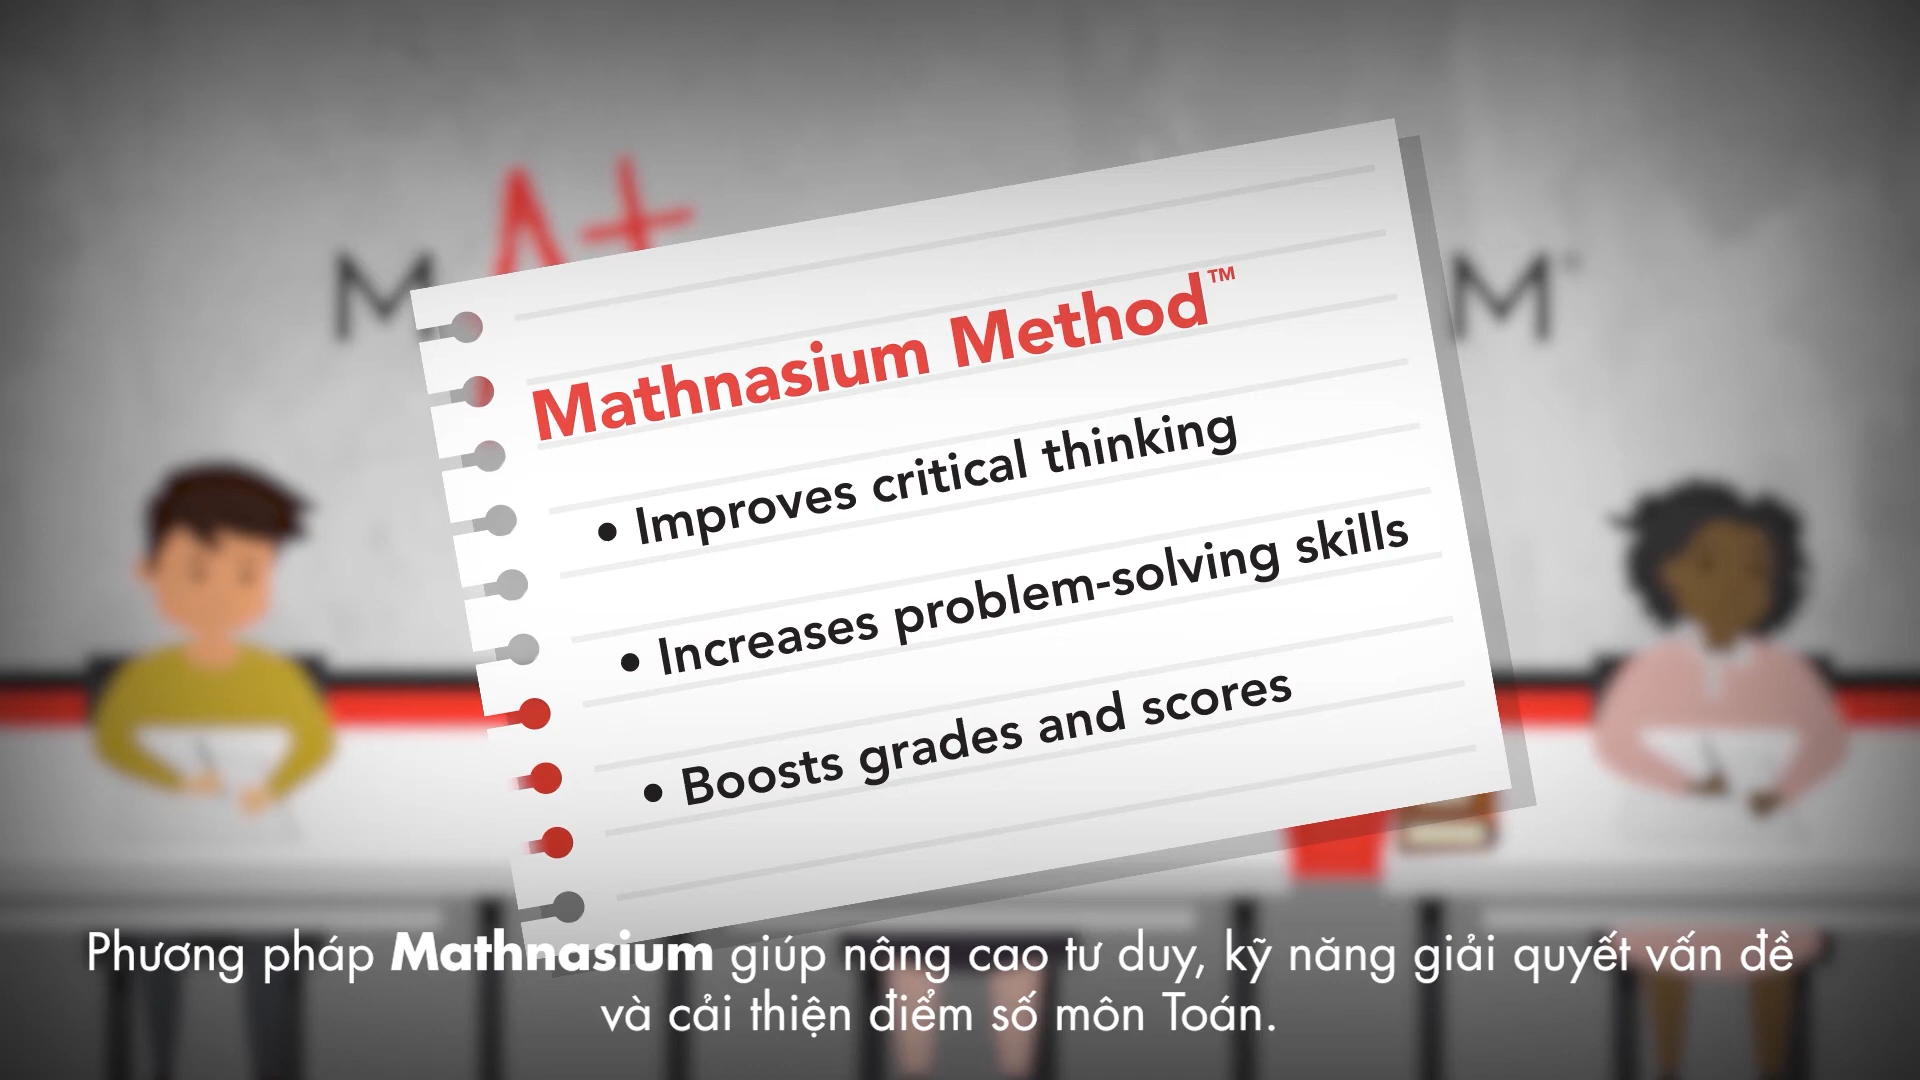 M A+ M
Mathnasium Method™
• Improves critical thinking
• Increases problem-solving skills
• Boosts grades and scores
Phương pháp Mathnasium giúp nâng cao tư duy, kỹ năng giải quyết vấn đề
và cải thiện điểm số môn Toán.